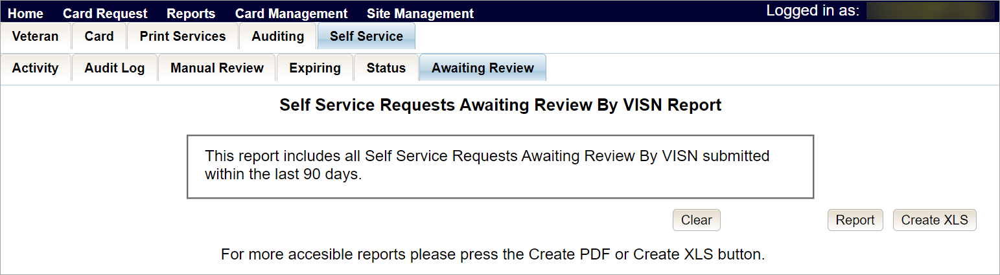 Home Card Request Reports Card Management Site Management Logged in as:
Veteran Card Print Services Auditing Self Service
Activity Audit Log Manual Review Expiring Status Awaiting Review
Self Service Requests Awaiting Review By VISN Report
This report includes all Self Service Requests Awaiting Review By VISN submitted
within the last 90 days.
Clear Report Create XLS
For more accesible reports please press the Create PDF or Create XLS button.